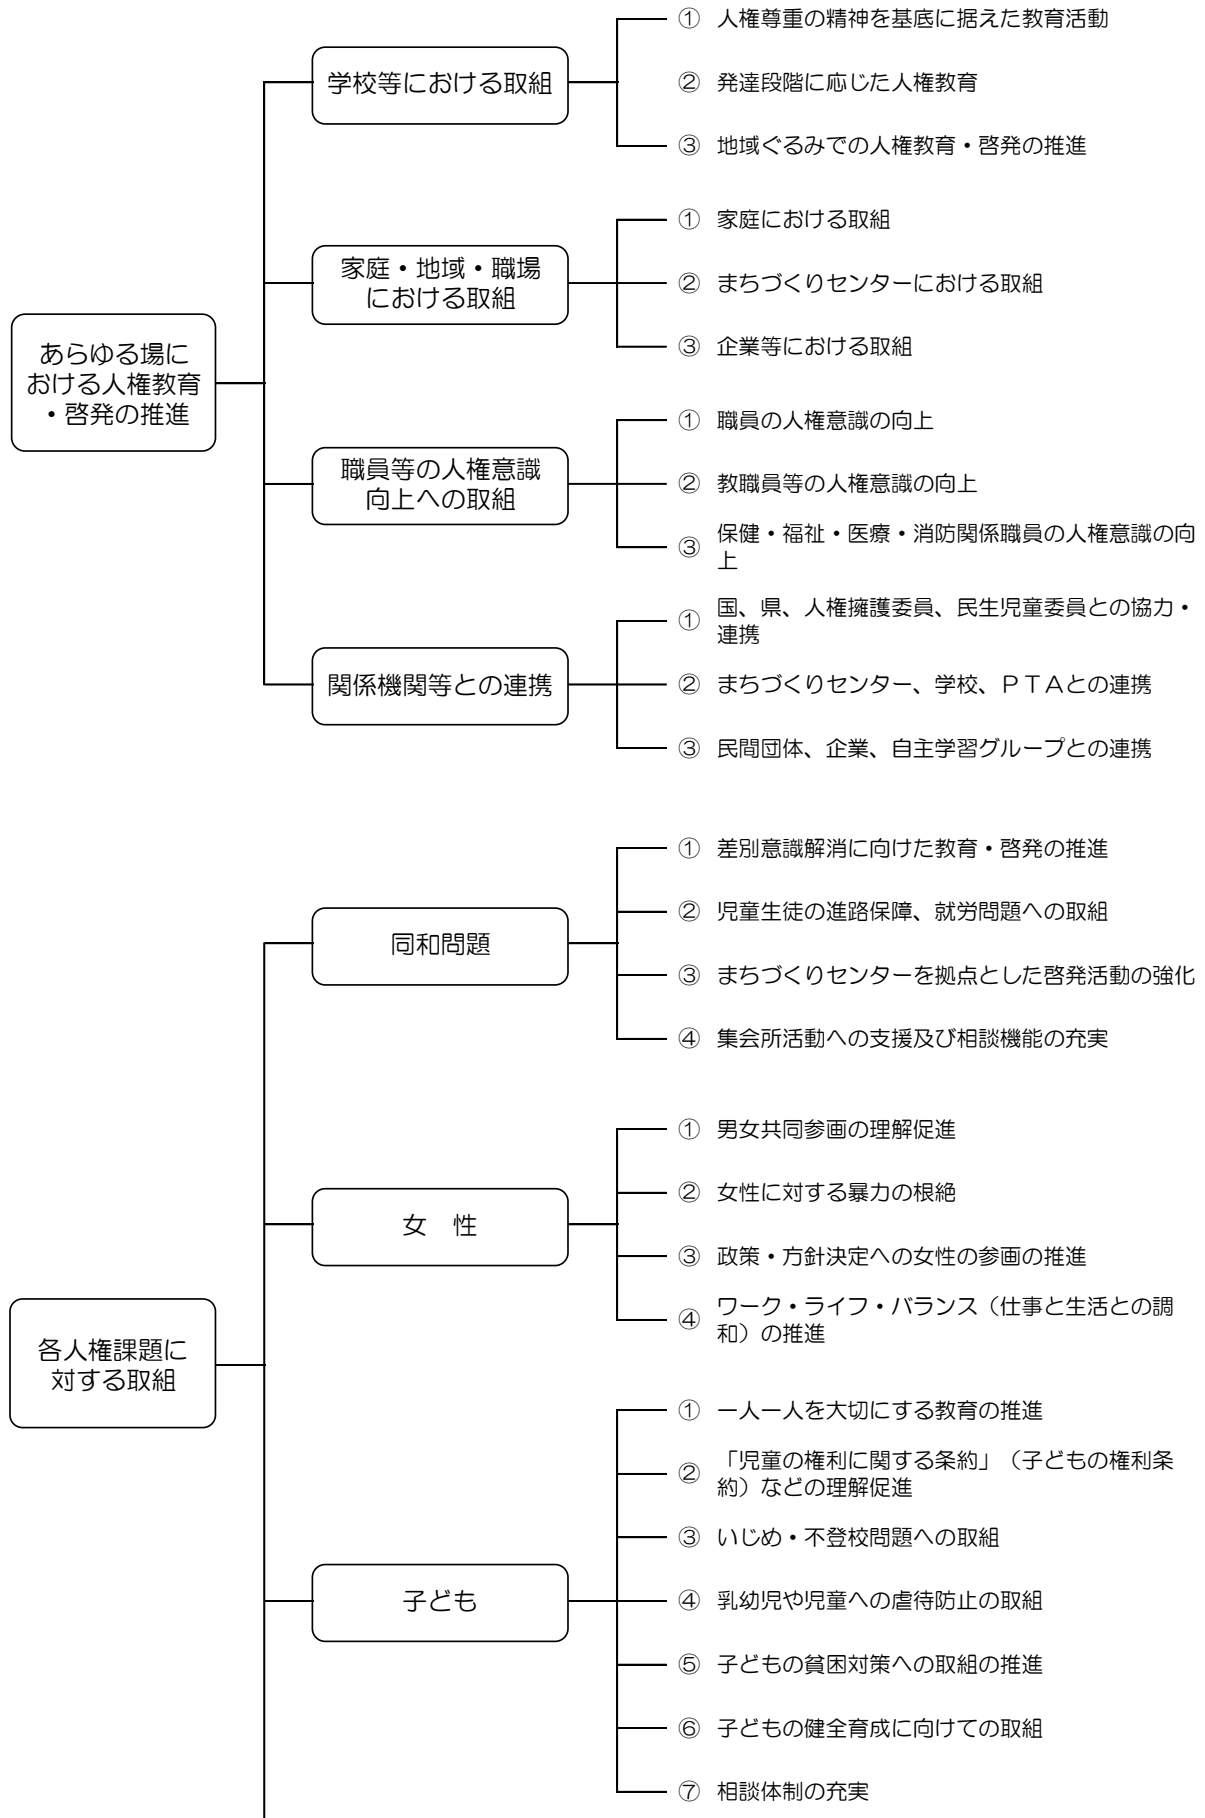 あらゆる場に
おける人権教育
・啓発の推進
学校等における取組
① 人権尊重の精神を基底に据えた教育活動
② 発達段階に応じた人権教育
③ 地域ぐるみでの人権教育・啓発の推進
家庭・地域・職場
における取組
① 家庭における取組
② まちづくりセンターにおける取組
③ 企業等における取組
職員等の人権意識
向上への取組
① 職員の人権意識の向上
② 教職員等の人権意識の向上
③ 保健・福祉・医療・消防関係職員の人権意識の向
上
関係機関等との連携
① 国、県、人権擁護委員、民生児童委員との協力・
連携
② まちづくりセンター、学校、ＰＴＡとの連携
③ 民間団体、企業、自主学習グループとの連携
各人権課題に
対する取組
同和問題
① 差別意識解消に向けた教育・啓発の推進
② 児童生徒の進路保障、就労問題への取組
③ まちづくりセンターを拠点とした啓発活動の強化
④ 集会所活動への支援及び相談機能の充実
女　性
① 男女共同参画の理解促進
② 女性に対する暴力の根絶
③ 政策・方針決定への女性の参画の推進
④ ワーク・ライフ・バランス（仕事と生活との調
和）の推進
子ども
① 一人一人を大切にする教育の推進
② 「児童の権利に関する条約」（子どもの権利条
約）などの理解促進
③ いじめ・不登校問題への取組
④ 乳幼児や児童への虐待防止の取組
⑤ 子どもの貧困対策への取組の推進
⑥ 子どもの健全育成に向けての取組
⑦ 相談体制の充実